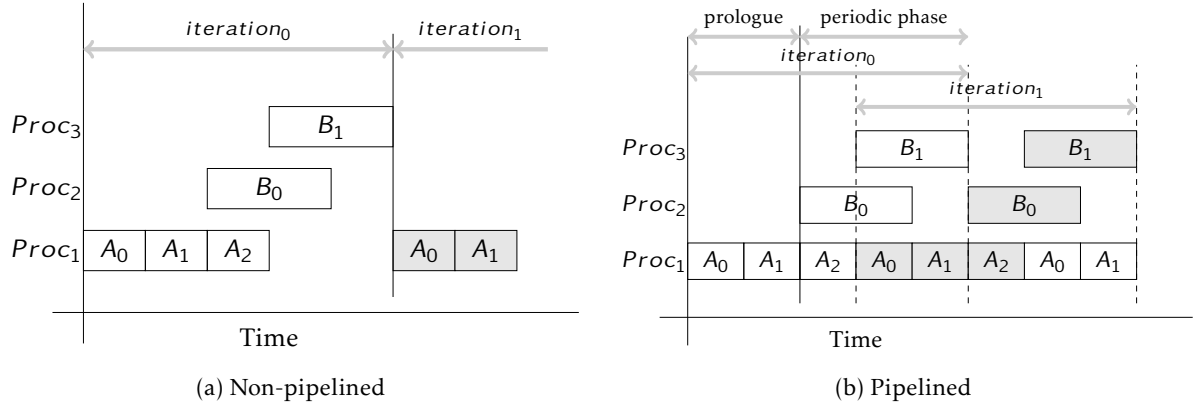 iteration₀ iteration₁
Proc₃ B₁
Proc₂ B₀
Proc₁ A₀ A₁ A₂ A₀ A₁
Time
(a) Non-pipelined
prologue periodic phase
iteration₀
iteration₁
Proc₃ B₁ B₁
Proc₂ B₀ B₀
Proc₁ A₀ A₁ A₂ A₀ A₁ A₂ A₀ A₁
Time
(b) Pipelined